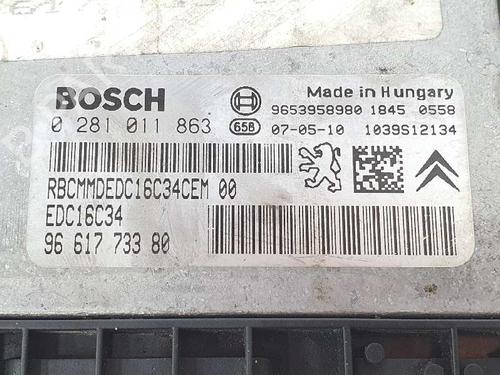 BOSCH
Made in Hungary
9653958980 1845 0558
0 281 011 863
658 07-05-10 1039S12134
RBCMMDEDC16C34CEM 00
EDC16C34
96 617 733 80